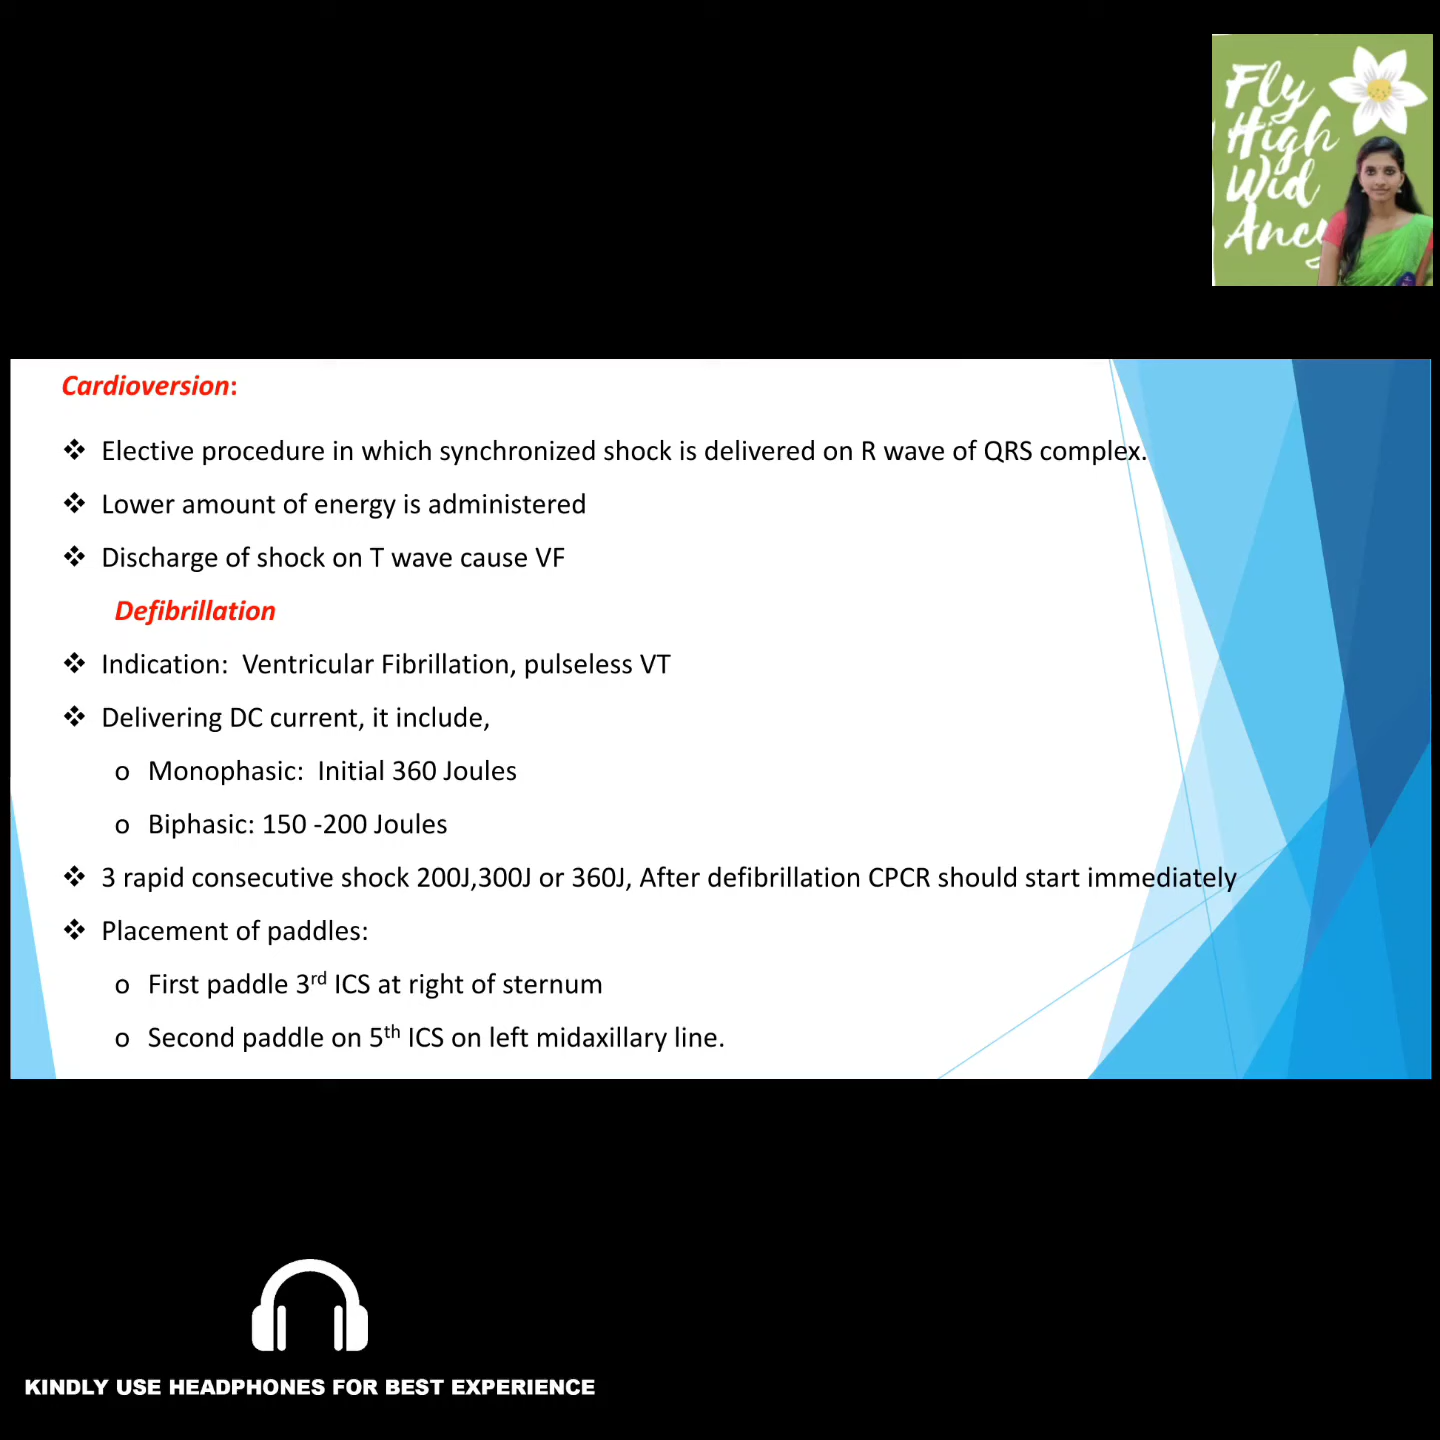 Fly
High
Wid
Ancy
Cardioversion:
❖ Elective procedure in which synchronized shock is delivered on R wave of QRS complex.
❖ Lower amount of energy is administered
❖ Discharge of shock on T wave cause VF
Defibrillation
❖ Indication: Ventricular Fibrillation, pulseless VT
❖ Delivering DC current, it include,
o Monophasic: Initial 360 Joules
o Biphasic: 150 -200 Joules
❖ 3 rapid consecutive shock 200J,300J or 360J, After defibrillation CPCR should start immediately
❖ Placement of paddles:
o First paddle 3rd ICS at right of sternum
o Second paddle on 5th ICS on left midaxillary line.
KINDLY USE HEADPHONES FOR BEST EXPERIENCE